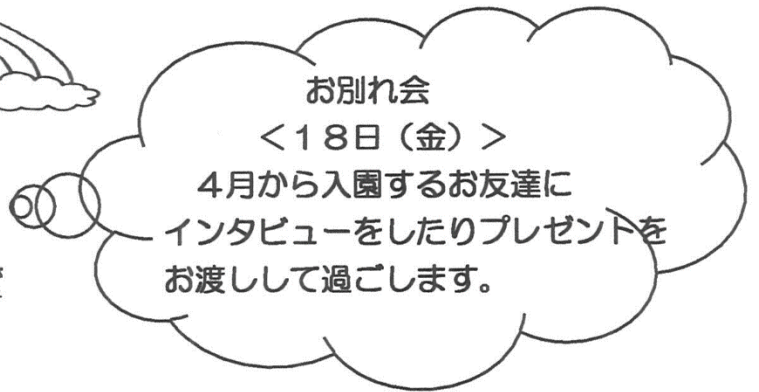 お別れ会
＜１８日（金）＞
４月から入園するお友達に
インタビューをしたりプレゼントを
お渡しして過ごします。